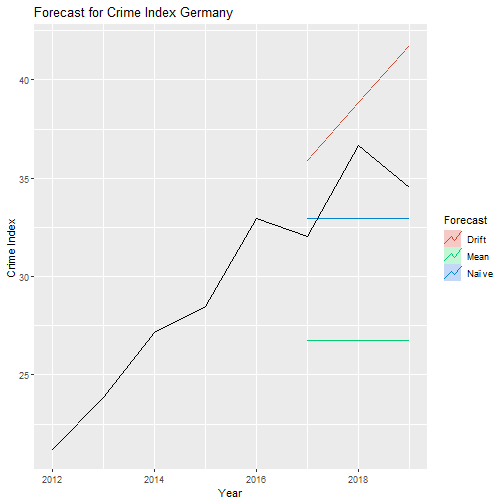 Forecast for Crime Index Germany
Crime Index
40
35
30
25
2012
2014
2016
2018
Year
Forecast
Drift
Mean
Naïve